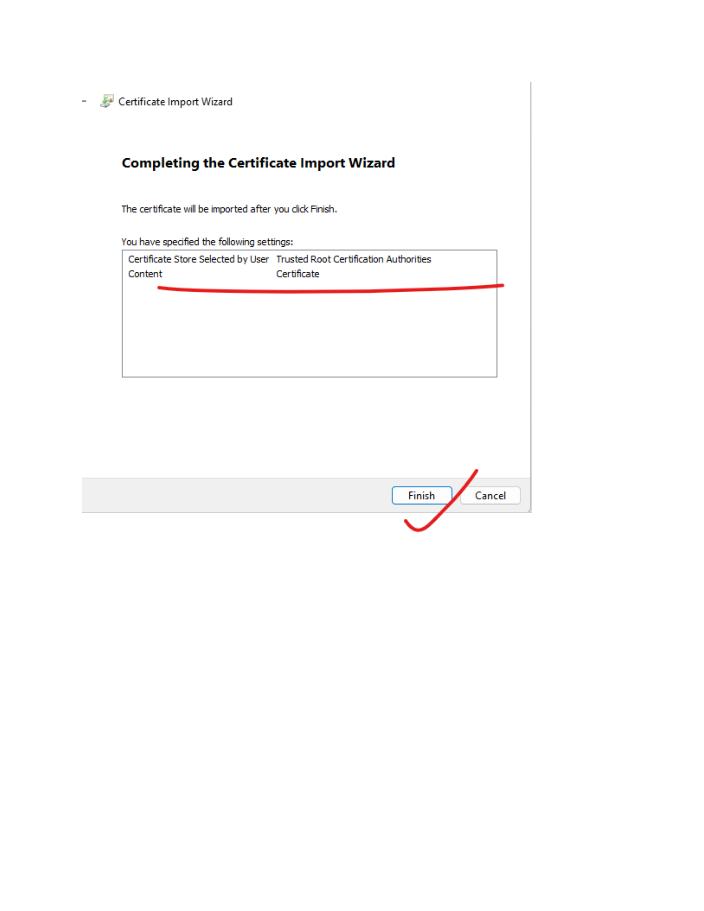 Certificate Import Wizard
Completing the Certificate Import Wizard
The certificate will be imported after you click Finish.
You have specified the following settings:
Certificate Store Selected by User Trusted Root Certification Authorities
Content Certificate
Finish Cancel